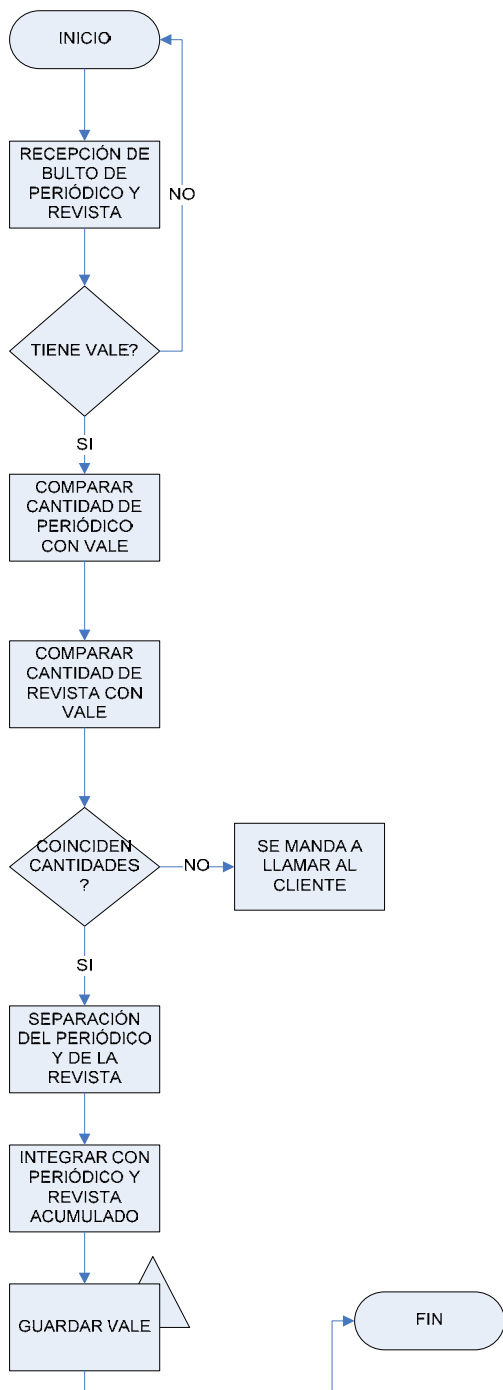 INICIO
RECEPCIÓN DE
BULTO DE
PERIÓDICO Y
REVISTA
NO
TIENE VALE?
SI
COMPARAR
CANTIDAD DE
PERIÓDICO
CON VALE
COMPARAR
CANTIDAD DE
REVISTA CON
VALE
COINCIDEN
CANTIDADES
?
NO
SE MANDA A
LLAMAR AL
CLIENTE
SI
SEPARACIÓN
DEL PERIÓDICO
Y DE LA
REVISTA
INTEGRAR CON
PERIÓDICO Y
REVISTA
ACUMULADO
GUARDAR VALE
FIN